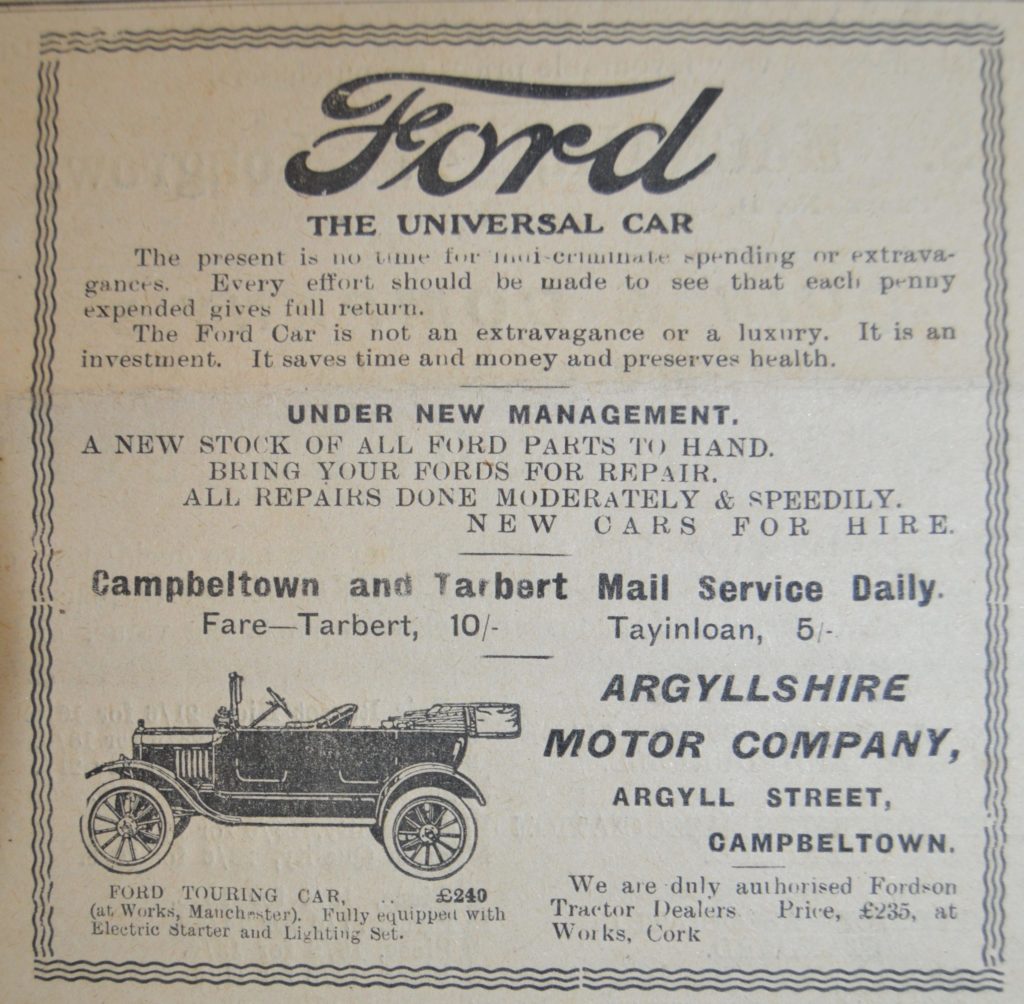 Ford
THE UNIVERSAL CAR
The present is no time for indi-criminate spending or extrava-
gances. Every effort should be made to see that each penny
expended gives full return.
The Ford Car is not an extravagance or a luxury. It is an
investment. It saves time and money and preserves health.
UNDER NEW MANAGEMENT.
A NEW STOCK OF ALL FORD PARTS TO HAND.
BRING YOUR FORDS FOR REPAIR.
ALL REPAIRS DONE MODERATELY & SPEEDILY.
NEW CARS FOR HIRE.
Campbeltown and Tarbert Mail Service Daily.
Fare—Tarbert, 10/- Tayinloan, 5/-
ARGYLLSHIRE
MOTOR COMPANY,
ARGYLL STREET,
CAMPBELTOWN.
FORD TOURING CAR, .. £240
(at Works, Manchester). Fully equipped with
Electric Starter and Lighting Set.
We are duly authorised Fordson
Tractor Dealers Price, £235, at
Works, Cork